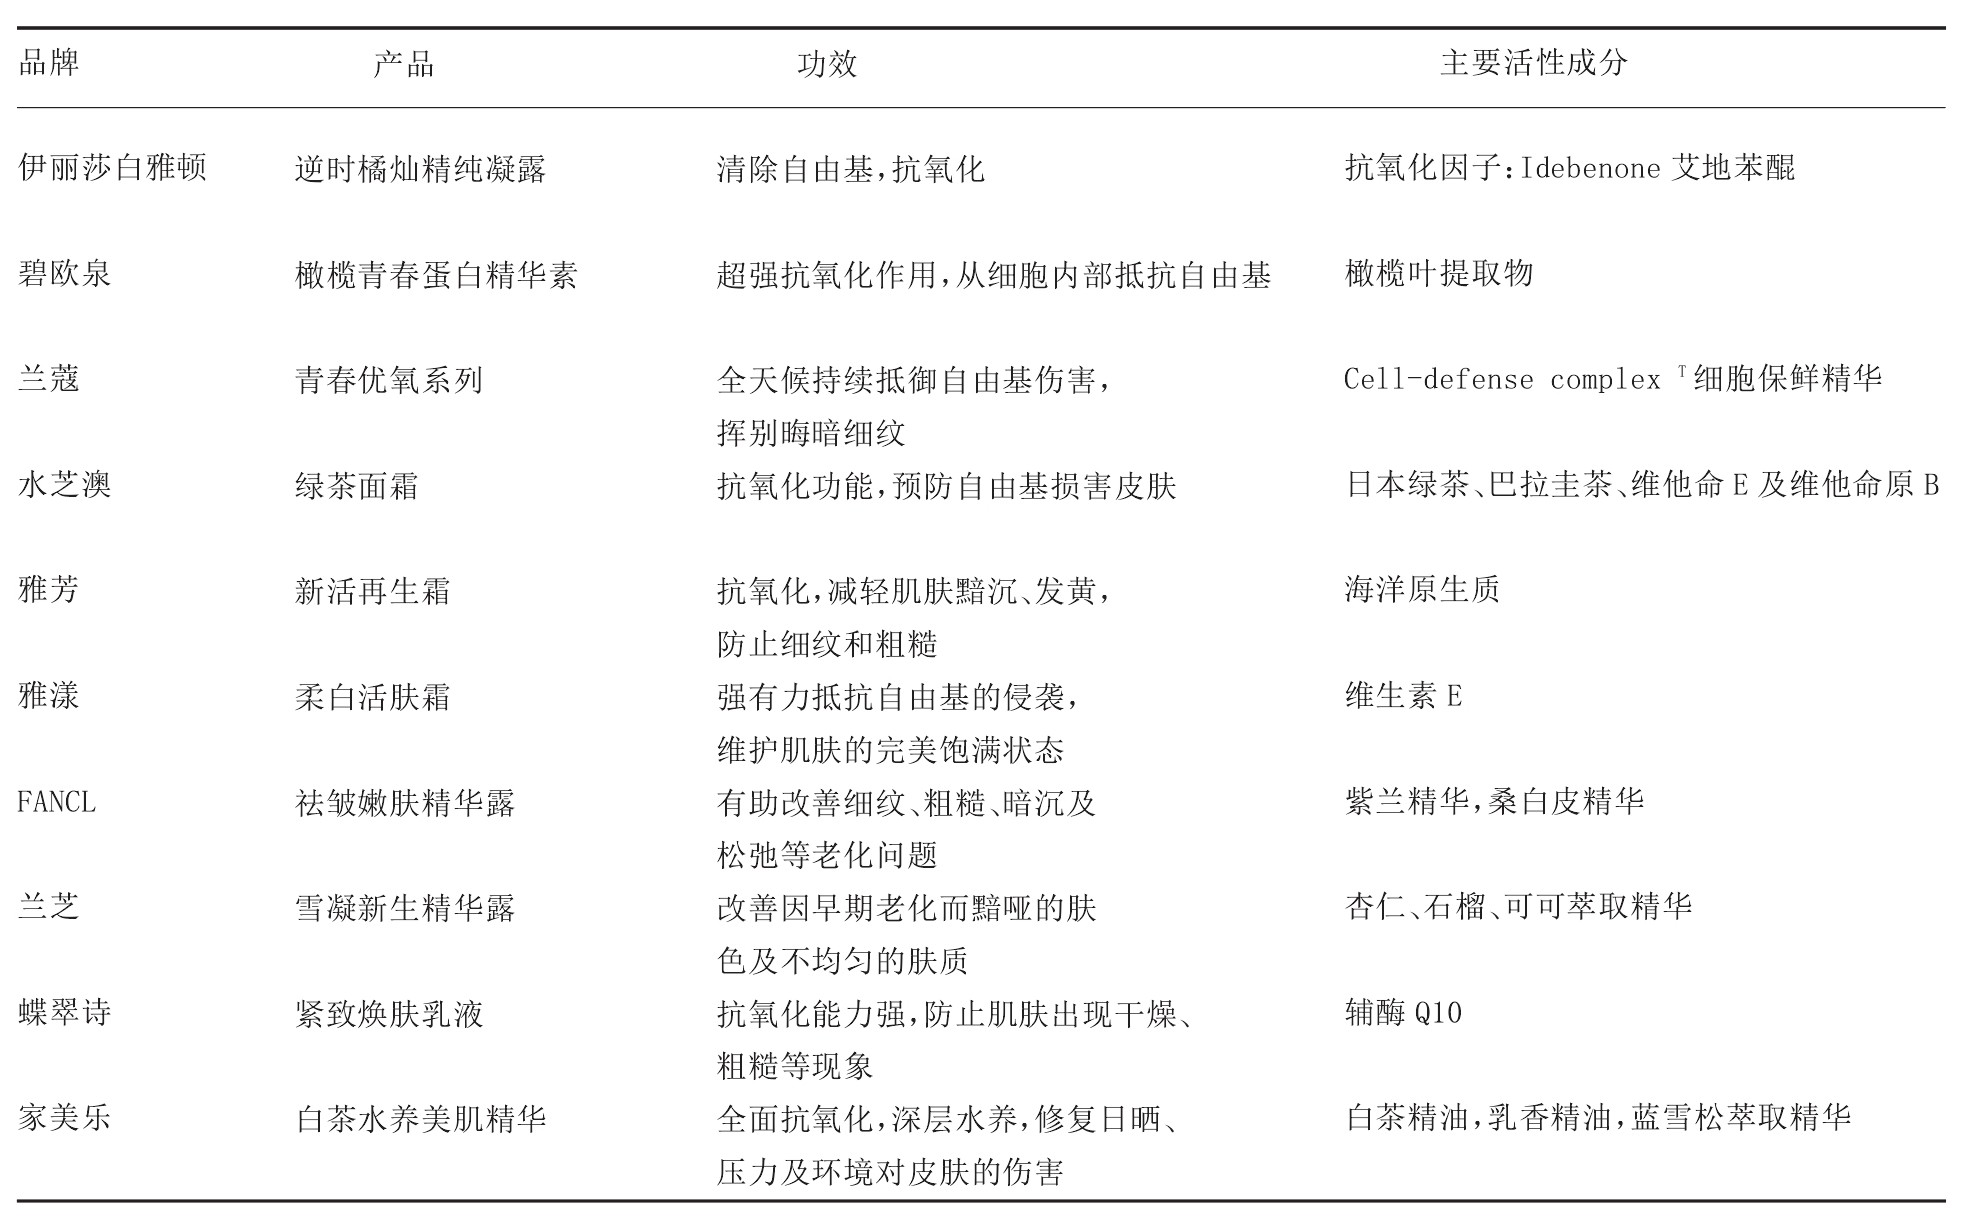 品牌 产品 功效 主要活性成分
伊丽莎白雅顿 逆时橘灿精纯凝露 清除自由基,抗氧化 抗氧化因子:Idebenone 艾地苯醌
碧欧泉 橄榄青春蛋白精华素 超强抗氧化作用,从细胞内部抵抗自由基 橄榄叶提取物
兰蔻 青春优氧系列 全天候持续抵御自由基伤害, Cell-defense complex T 细胞保鲜精华
挥别晦暗细纹
水芝澳 绿茶面霜 抗氧化功能,预防自由基损害皮肤 日本绿茶、巴拉圭茶、维他命 E 及维他命原 B
雅芳 新活再生霜 抗氧化,减轻肌肤黯沉、发黄, 海洋原生质
防止细纹和粗糙
雅漾 柔白活肤霜 强有力抵抗自由基的侵袭, 维生素 E
维护肌肤的完美饱满状态
FANCL 祛皱嫩肤精华露 有助改善细纹、粗糙、暗沉及 紫兰精华,桑白皮精华
松弛等老化问题
兰芝 雪凝新生精华露 改善因早期老化而黯哑的肤 杏仁、石榴、可可萃取精华
色及不均匀的肤质
蝶翠诗 紧致焕肤乳液 抗氧化能力强,防止肌肤出现干燥、 辅酶 Q10
粗糙等现象
家美乐 白茶水养美肌精华 全面抗氧化,深层水养,修复日晒、 白茶精油,乳香精油,蓝雪松萃取精华
压力及环境对皮肤的伤害